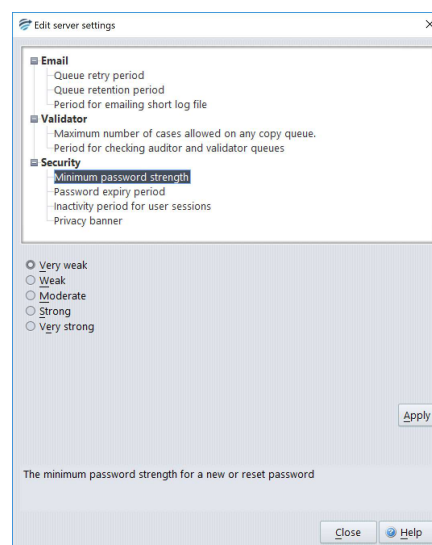 Edit server settings
Email
Queue retry period
Queue retention period
Period for emailing short log file
Validator
Maximum number of cases allowed on any copy queue.
Period for checking auditor and validator queues
Security
Minimum password strength
Password expiry period
Inactivity period for user sessions
Privacy banner
Very weak
Weak
Moderate
Strong
Very strong
Apply
The minimum password strength for a new or reset password
Close
Help